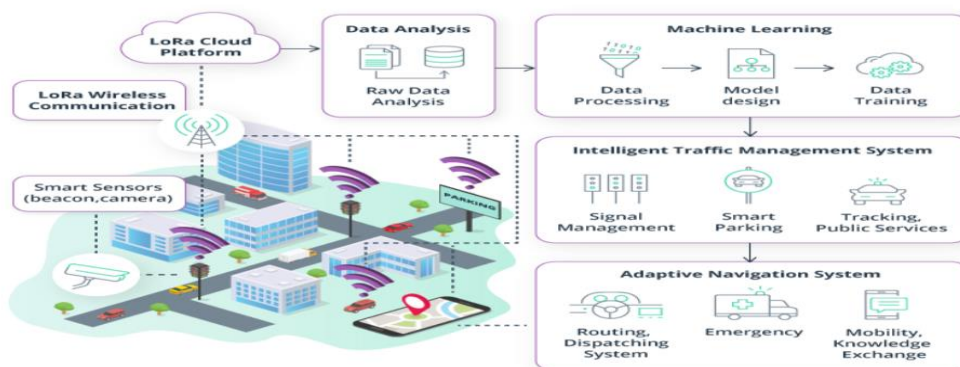 LoRa Cloud
Platform
Data Analysis
Raw Data
Analysis
Machine Learning
11010
01011
Data
Processing
Model
design
Data
Training
LoRa Wireless
Communication
Smart Sensors
(beacon,camera)
PARKING
Intelligent Traffic Management System
Signal
Management
Smart
Parking
Tracking,
Public Services
Adaptive Navigation System
Routing,
Dispatching
System
Emergency
Mobility,
Knowledge
Exchange